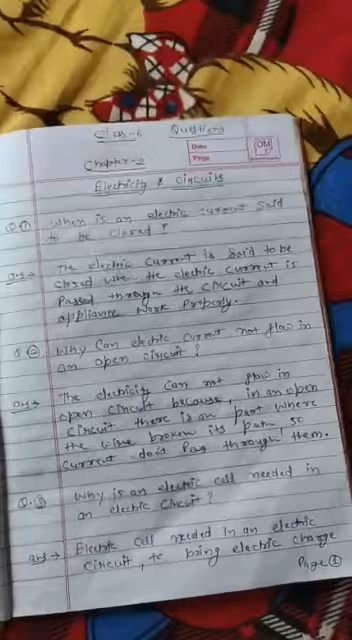 Class-6 Questions
Date
Page
OM
Chapter-2
Electricity & Circuits
Q.① When is an electric current said
to be closed?
Ans→ The electric current is said to be
closed the electric current is
passed through the circuit and
appliance work properly.
Q.② Why can electric current not flow in
an open circuit?
Ans→ The electricity can not flow in
open circuit because, in an open
circuit there is an part where
the wire broken its path so
current don't pass through them.
Q.③ Why is an electric cell needed in
an electric circuit?
Ans→ Electric cell needed in an electric
circuit, to bring electric charge
Page ①